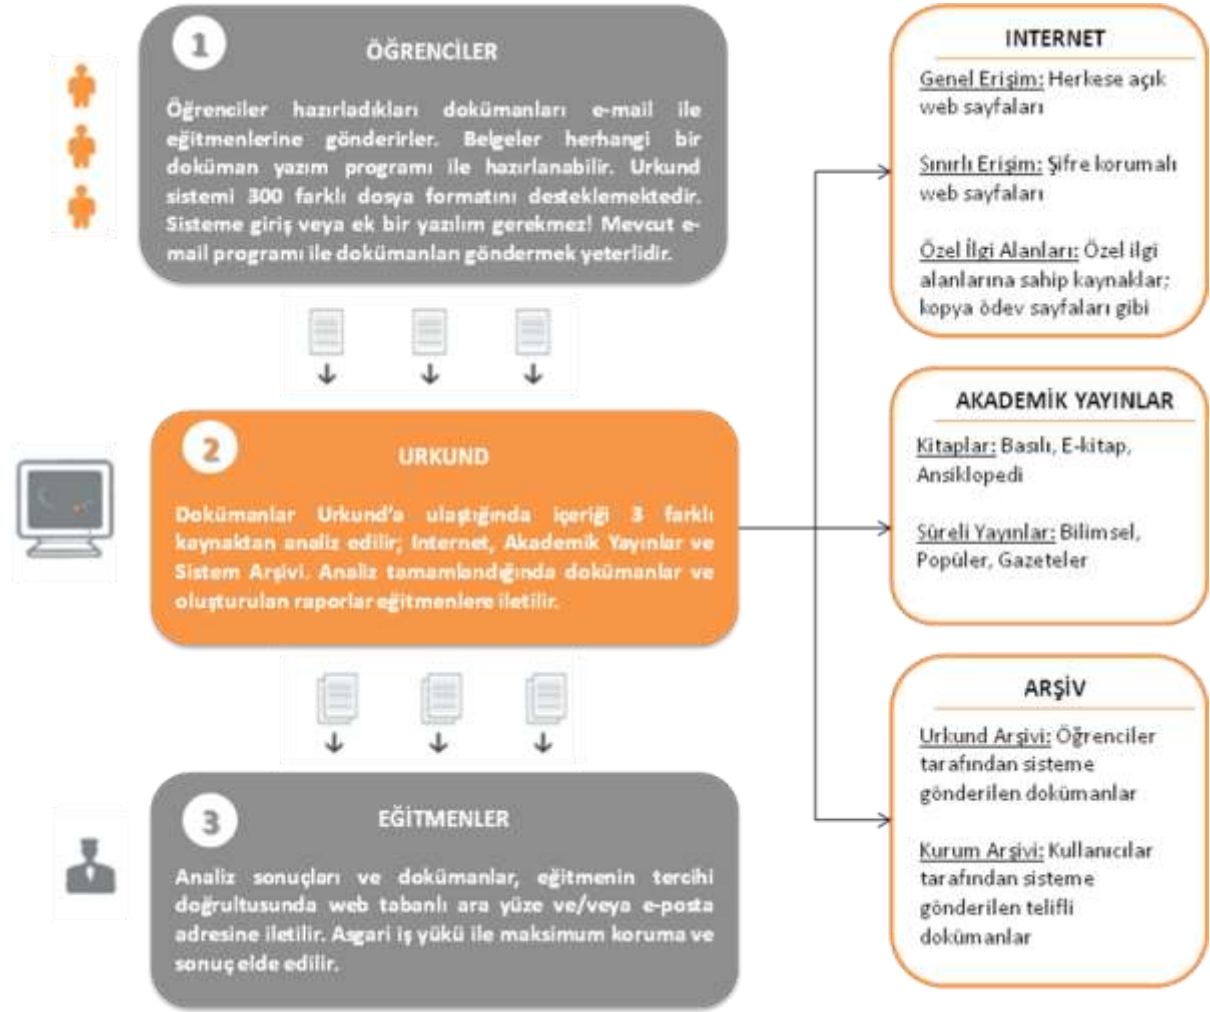 1
ÖĞRENCİLER
Öğrenciler hazırladıkları dokümanları e-mail ile
eğitmenlerine gönderirler. Belgeler herhangi bir
doküman yazım programı ile hazırlanabilir. Urkund
sistemi 300 farklı dosya formatını desteklemektedir.
Sisteme giriş veya ek bir yazılım gerekmez! Mevcut e-
mail programı ile dokümanları göndermek yeterlidir.
2
URKUND
Dokümanlar Urkund'a ulaştığında içeriği 3 farklı
kaynaktan analiz edilir; Internet, Akademik Yayınlar ve
Sistem Arşivi. Analiz tamamlandığında dokümanlar ve
oluşturulan raporlar eğitmenlere iletilir.
3
EĞİTMENLER
Analiz sonuçları ve dokümanlar, eğitmenin tercihi
doğrultusunda web tabanlı ara yüze ve/veya e-posta
adresine iletilir. Asgari iş yükü ile maksimum koruma ve
sonuç elde edilir.
INTERNET
Genel Erişim: Herkese açık
web sayfaları
Sınırlı Erişim: Şifre korumalı
web sayfaları
Özel İlgi Alanları: Özel ilgi
alanlarına sahip kaynaklar;
kopya ödev sayfaları gibi
AKADEMİK YAYINLAR
Kitaplar: Basılı, E-kitap,
Ansiklopedi
Süreli Yayınlar: Bilimsel,
Popüler, Gazeteler
ARŞİV
Urkund Arşivi: Öğrenciler
tarafından sisteme
gönderilen dokümanlar
Kurum Arşivi: Kullanıcılar
tarafından sisteme
gönderilen telifli
dokümanlar